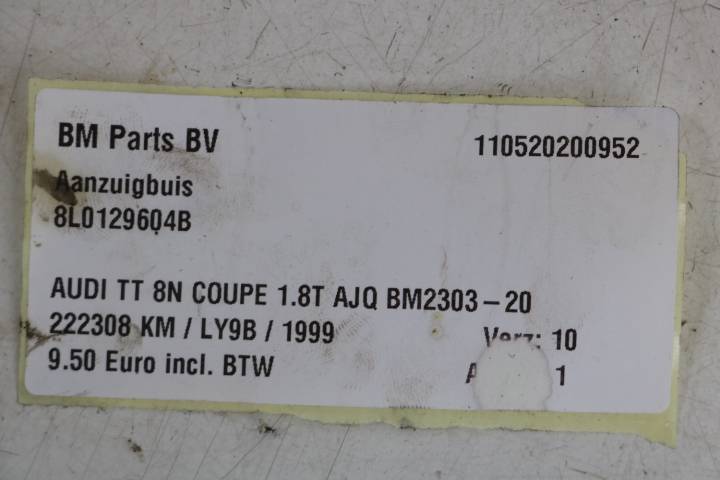 BM Parts BV 110520200952
Aanzuigbuis
8L0129604B
AUDI TT 8N COUPE 1.8T AJQ BM2303-20
222308 KM / LY9B / 1999 Verz: 10
9.50 Euro incl. BTW 1